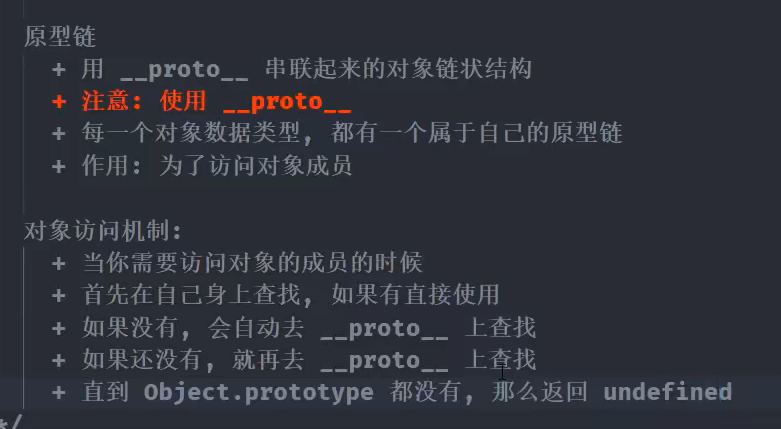 原型链
+ 用 __proto__ 串联起来的对象链状结构
+ 注意: 使用 __proto__
+ 每一个对象数据类型, 都有一个属于自己的原型链
+ 作用: 为了访问对象成员
对象访问机制:
+ 当你需要访问对象的成员的时候
+ 首先在自己身上查找, 如果有直接使用
+ 如果没有, 会自动去 __proto__ 上查找
+ 如果还没有, 就再去 __proto__ 上查找
+ 直到 Object.prototype 都没有, 那么返回 undefined
*/